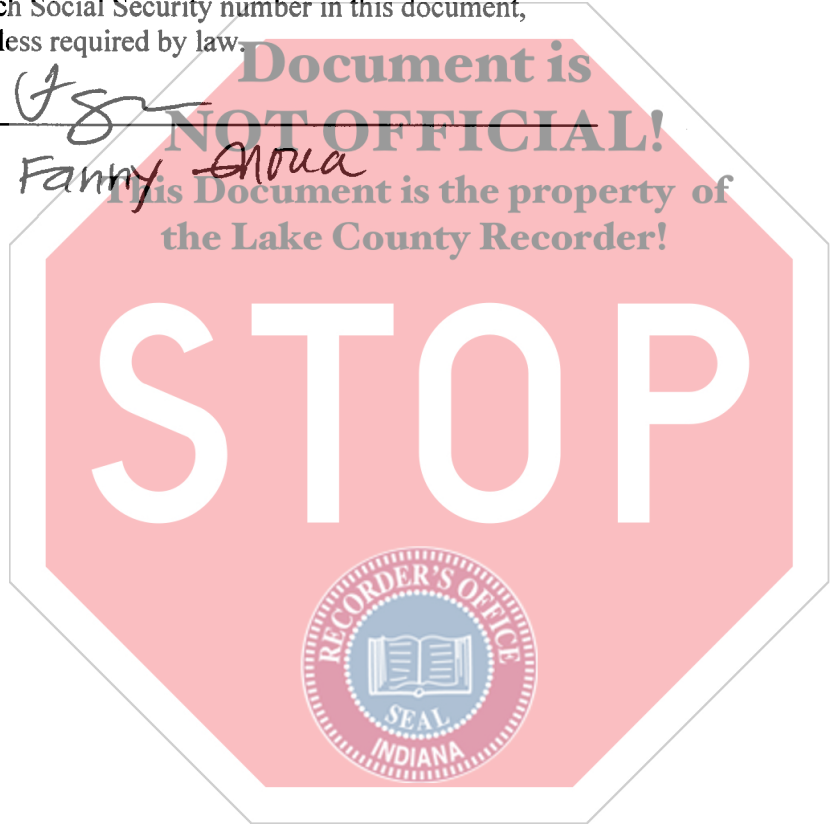 ch Social Security number in this document,
less required by law.
Document is
NOT OFFICIAL!
Fanny
This Document is the property of
the Lake County Recorder!
STOP
RECORDER'S OFFICE
SEAL
INDIANA